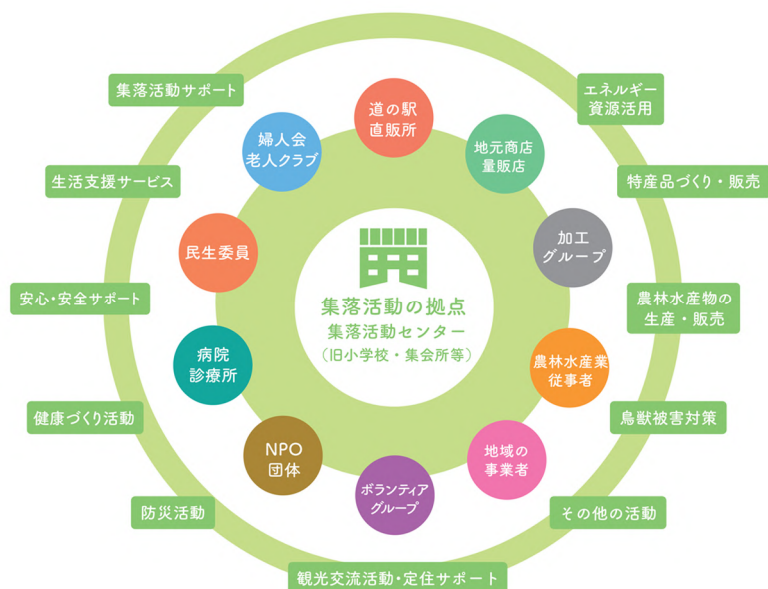 集落活動サポート
エネルギー
資源活用
道の駅
直販所
婦人会
老人クラブ
地元商店
量販店
生活支援サービス
特産品づくり・販売
民生委員
加工
グループ
安心・安全サポート
集落活動の拠点
集落活動センター
（旧小学校・集会所等）
農林水産物の
生産・販売
病院
診療所
農林水産業
従事者
健康づくり活動
鳥獣被害対策
NPO
団体
地域の
事業者
ボランティア
グループ
防災活動
その他の活動
観光交流活動・定住サポート